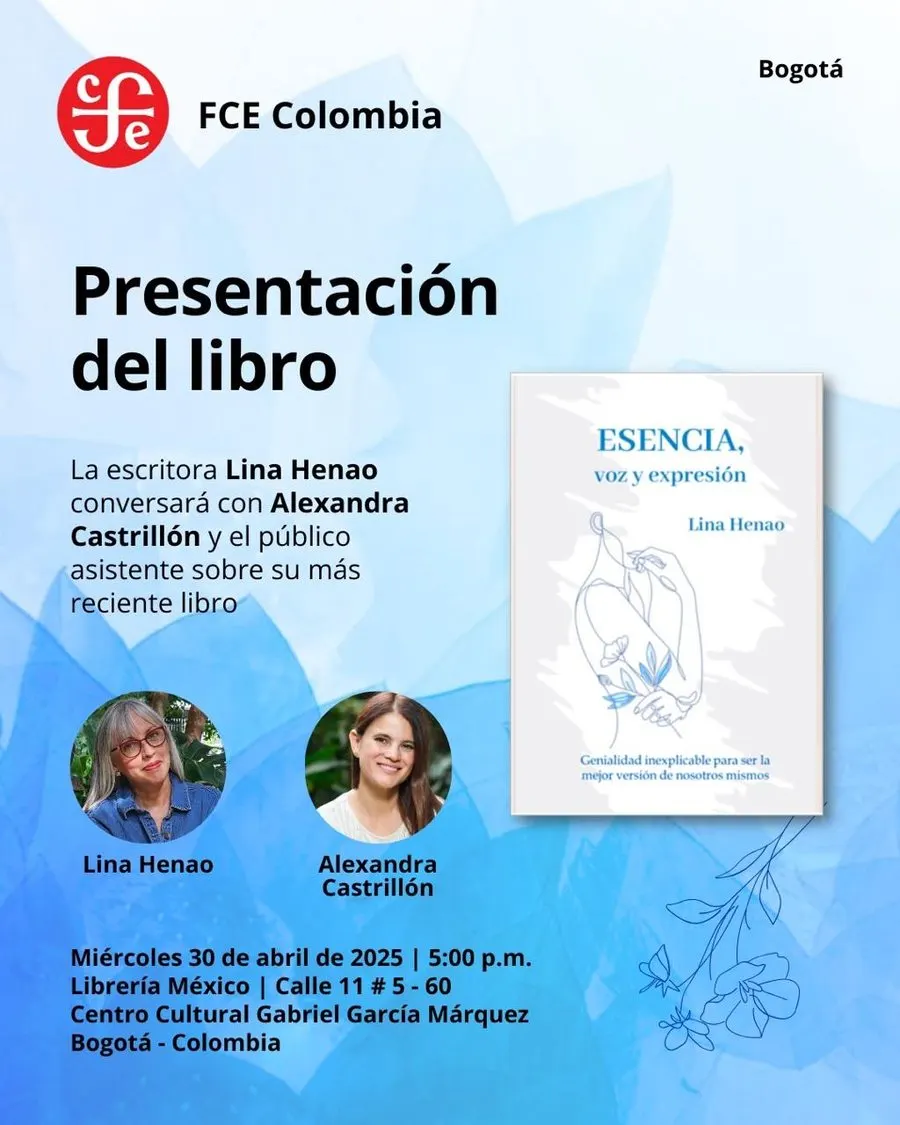 cfe
FCE Colombia
Bogotá
Presentación
del libro
La escritora Lina Henao
conversará con Alexandra
Castrillón y el público
asistente sobre su más
reciente libro
ESENCIA,
voz y expresión
Lina Henao
Genialidad inexplicable para ser la
mejor versión de nosotros mismos
Lina Henao
Alexandra
Castrillón
Miércoles 30 de abril de 2025 | 5:00 p.m.
Librería México | Calle 11 # 5 - 60
Centro Cultural Gabriel García Márquez
Bogotá - Colombia